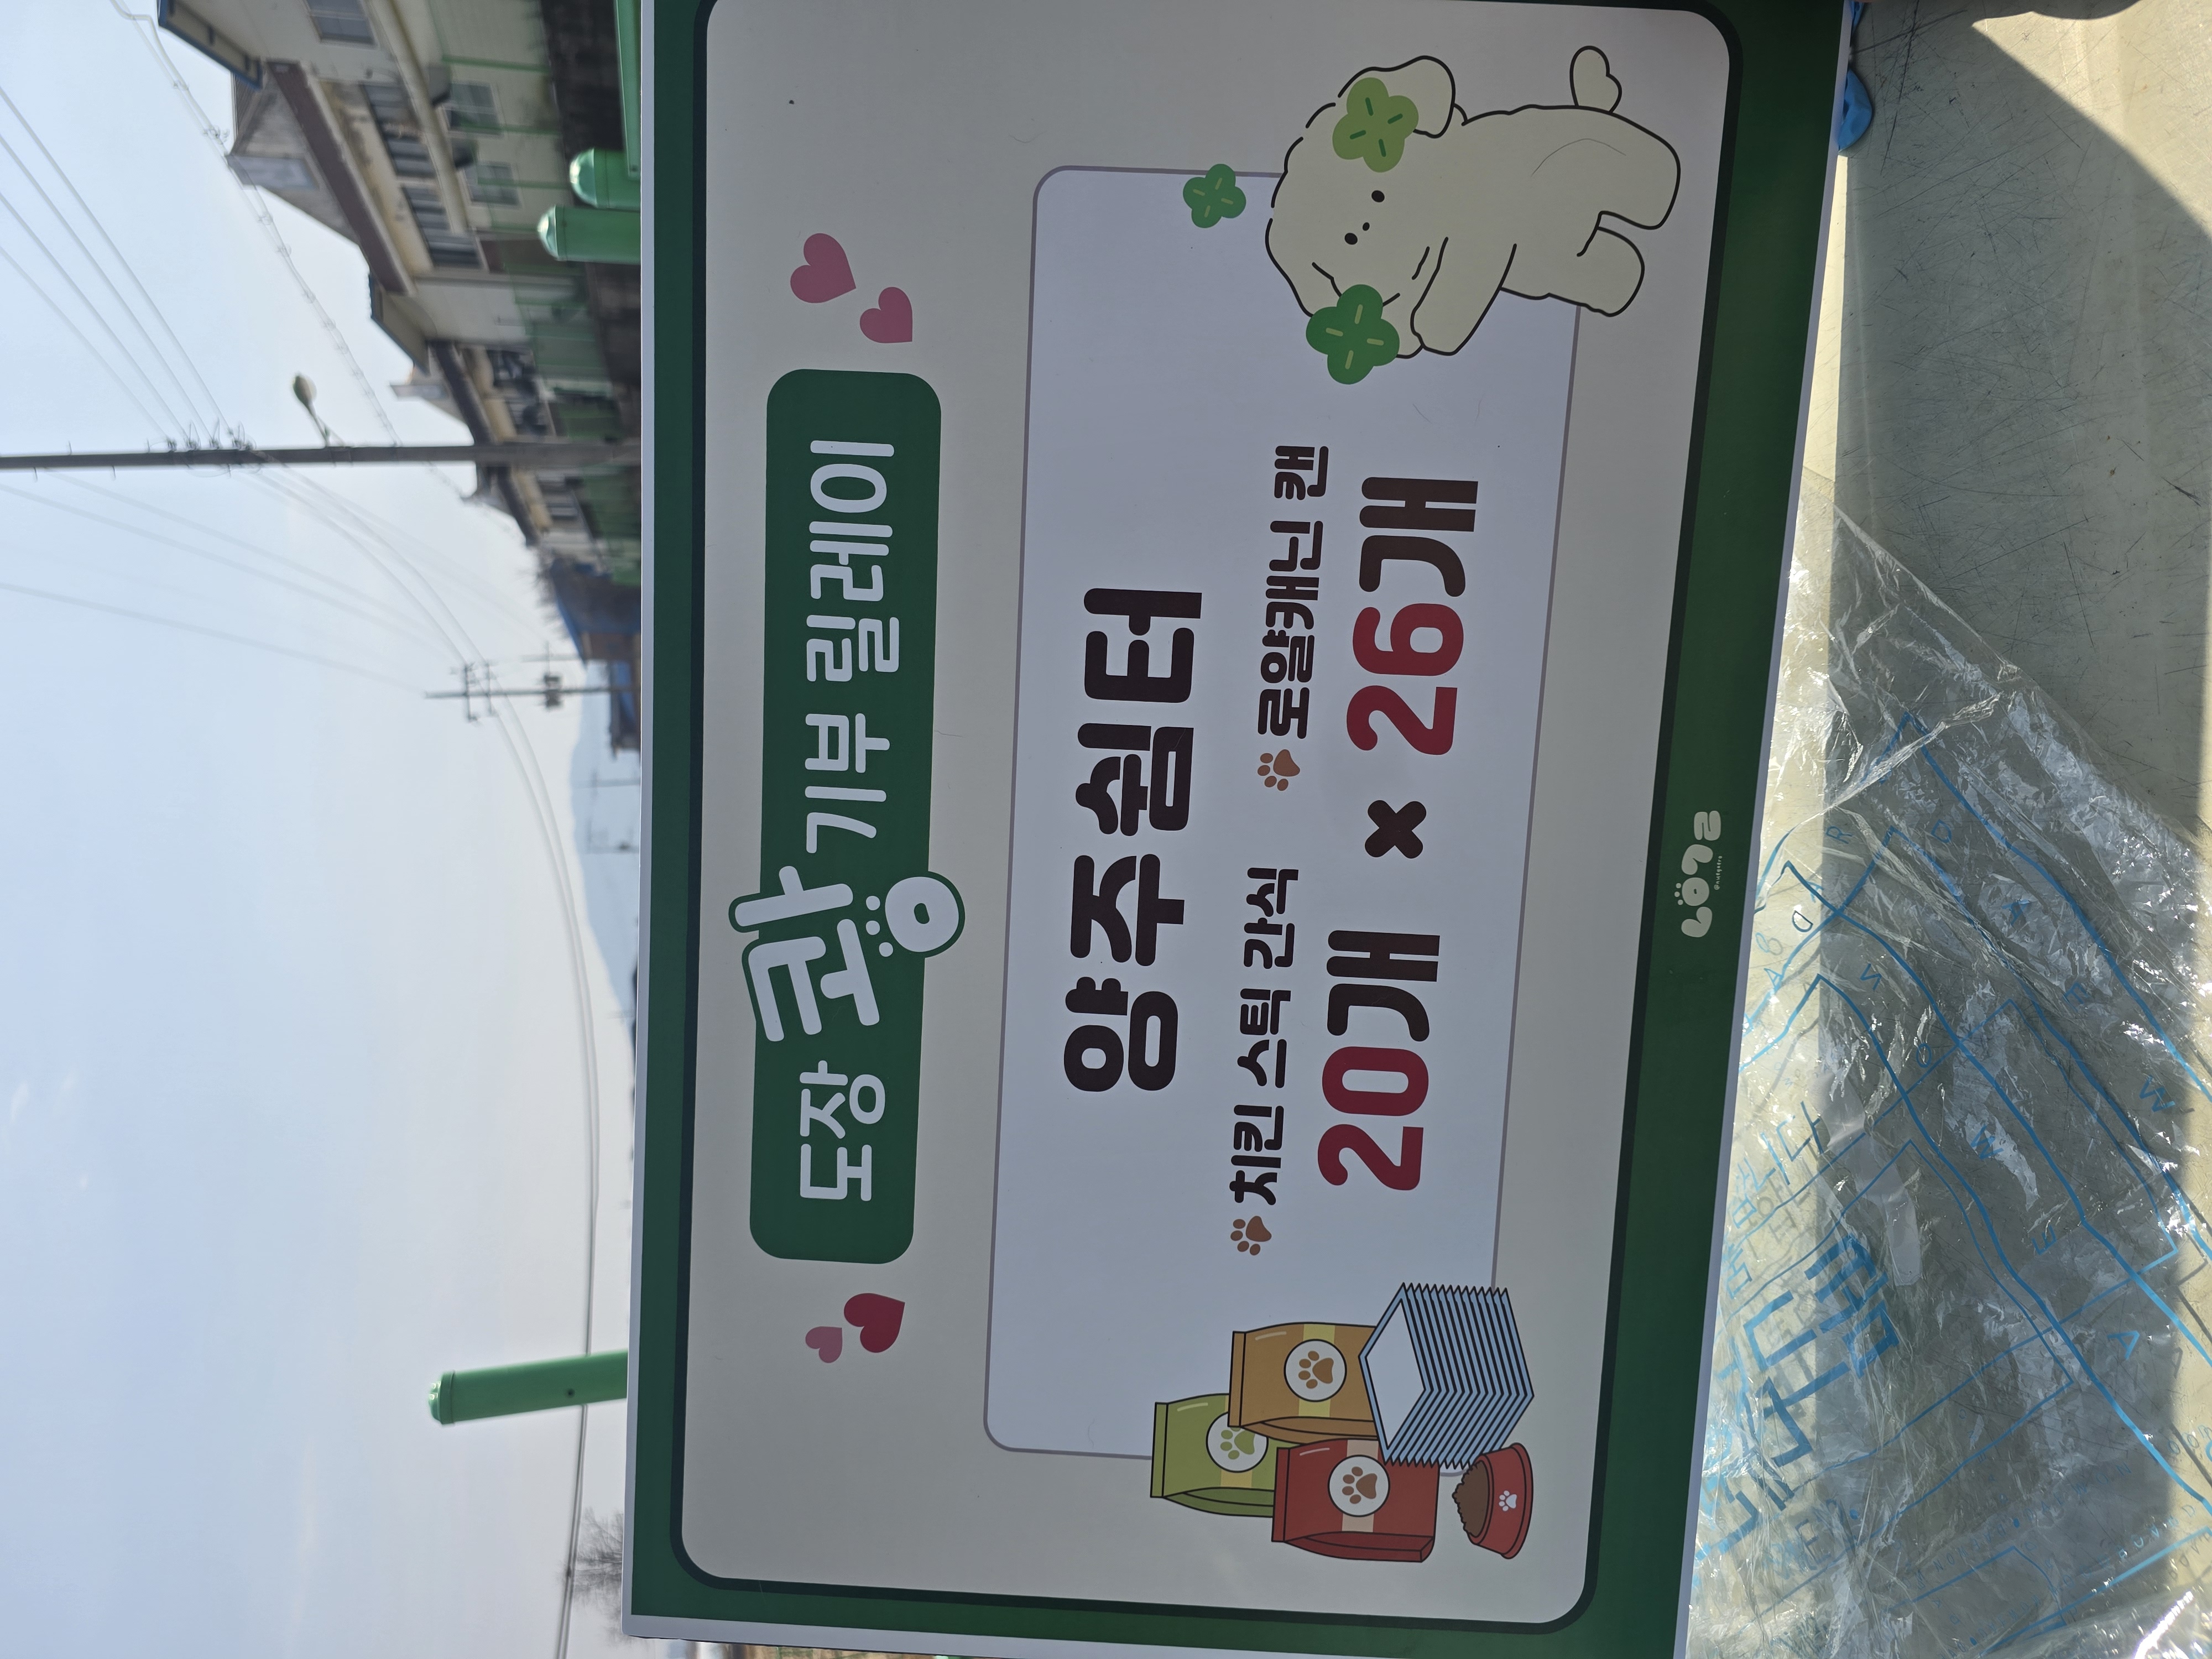 도장 쾅 기부 릴레이
양주쉼터
치킨 스틱 간식 로얄캐닌 캔
20개 × 26개